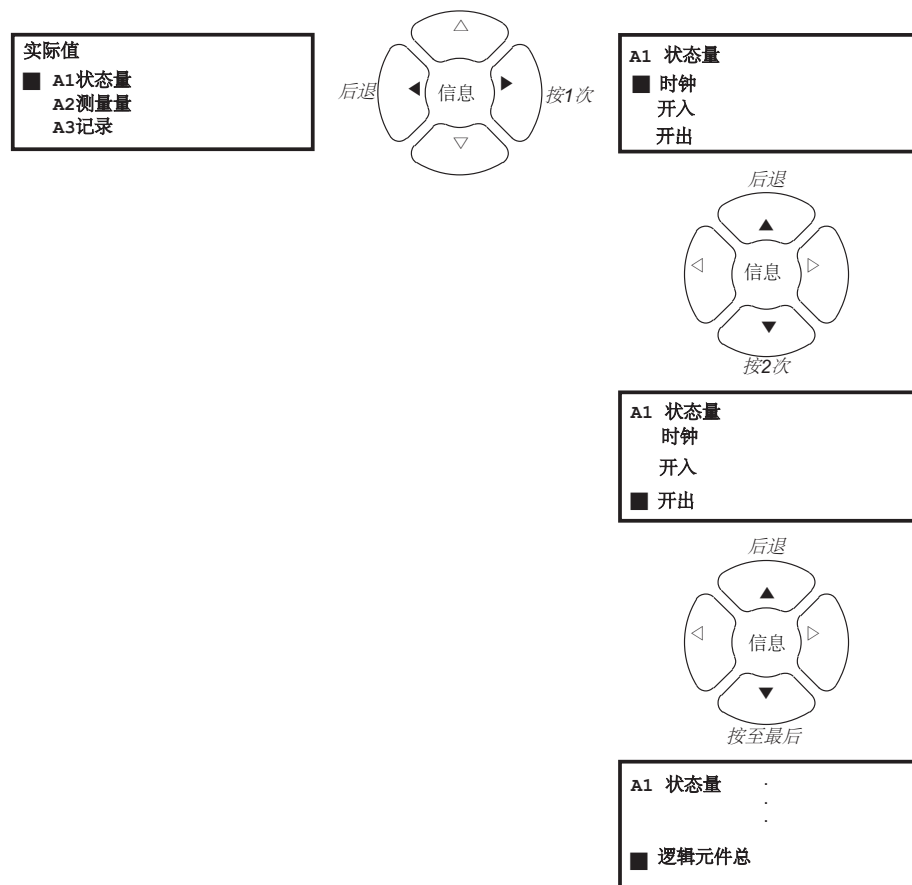 实际值
A1状态量
A2测量量
A3记录
后退
信息
按1次
A1 状态量
时钟
开入
开出
后退
信息
按2次
A1 状态量
时钟
开入
开出
后退
信息
按至最后
A1 状态量
逻辑元件总